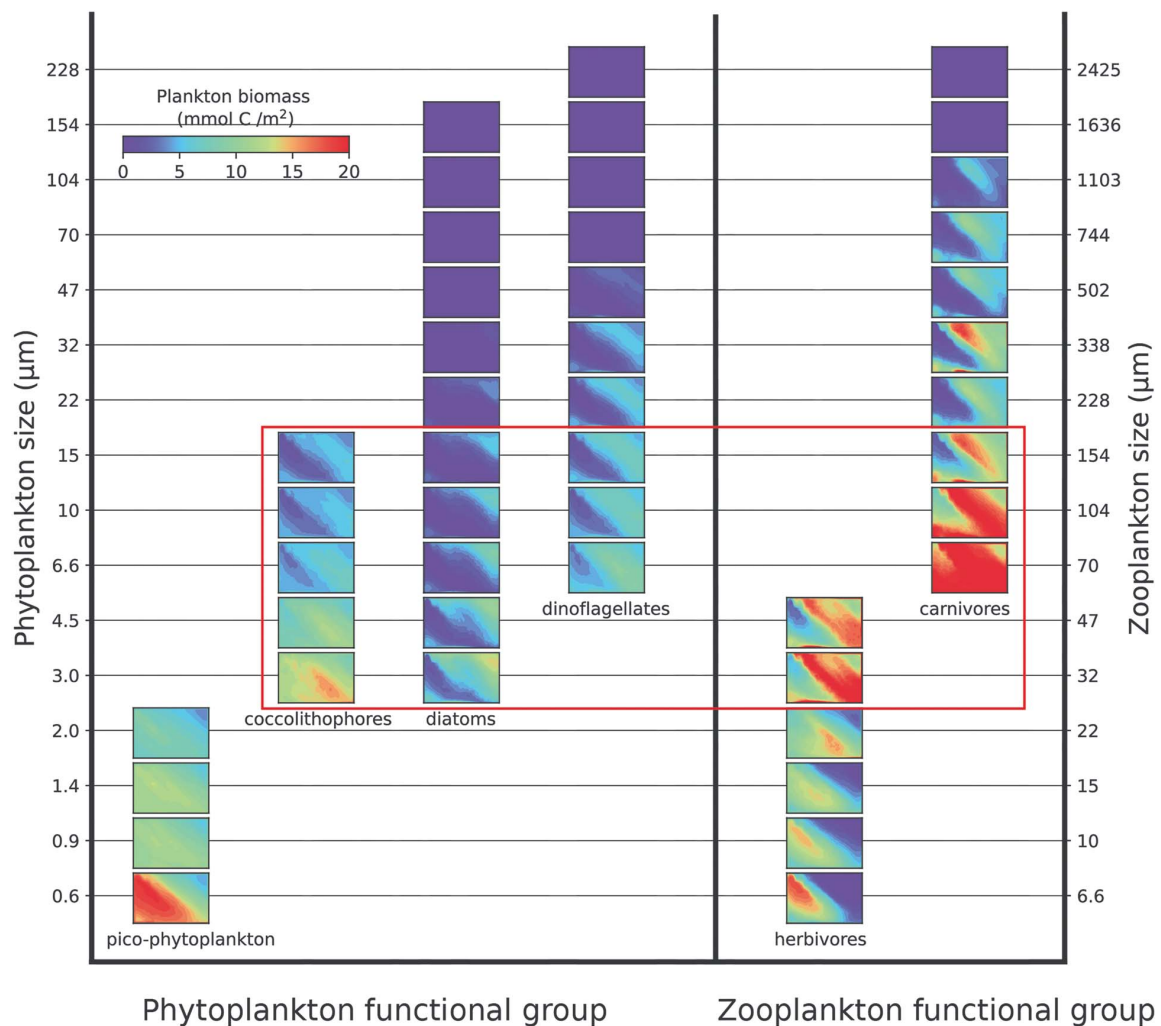 Plankton biomass
(mmol C /m²)
0 5 10 15 20
228 2425
154 1636
104 1103
70 744
47 502
32 338
22 228
15 154
10 104
6.6 70
dinoflagellates carnivores
4.5 47
3.0 32
coccolithophores diatoms
2.0 22
1.4 15
0.9 10
0.6 6.6
pico-phytoplankton herbivores
Phytoplankton size (μm)
Zooplankton size (μm)
Phytoplankton functional group Zooplankton functional group